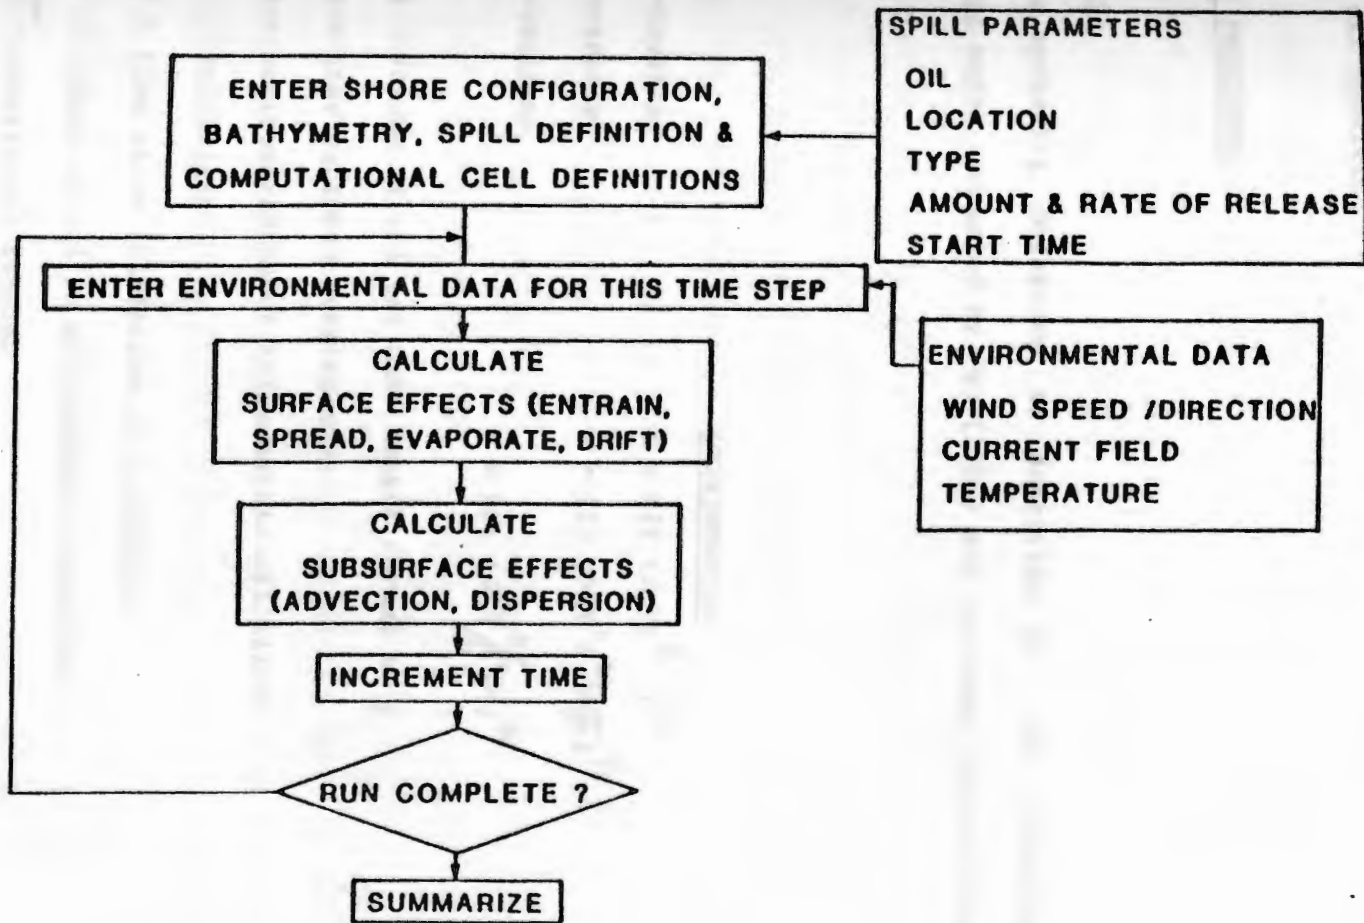 SPILL PARAMETERS
OIL
LOCATION
TYPE
AMOUNT & RATE OF RELEASE
START TIME
ENTER SHORE CONFIGURATION,
BATHYMETRY, SPILL DEFINITION &
COMPUTATIONAL CELL DEFINITIONS
ENTER ENVIRONMENTAL DATA FOR THIS TIME STEP
ENVIRONMENTAL DATA
WIND SPEED /DIRECTION
CURRENT FIELD
TEMPERATURE
CALCULATE
SURFACE EFFECTS (ENTRAIN,
SPREAD, EVAPORATE, DRIFT)
CALCULATE
SUBSURFACE EFFECTS
(ADVECTION, DISPERSION)
INCREMENT TIME
RUN COMPLETE ?
SUMMARIZE